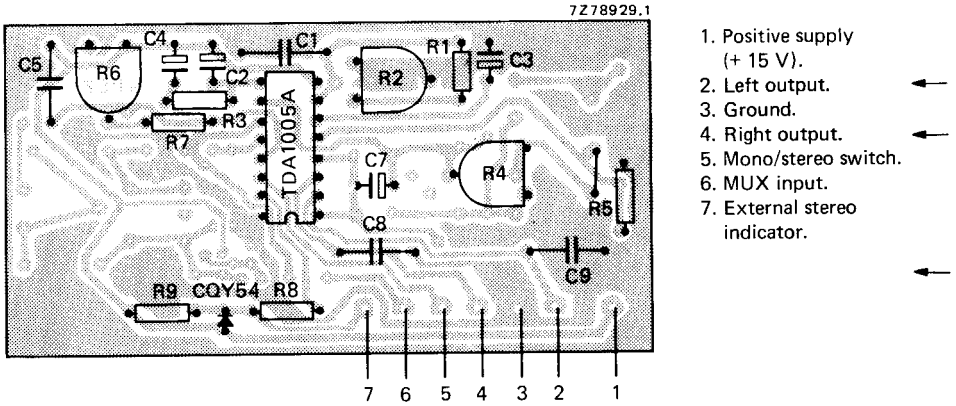 7Z78929.1
C5
C4
R6
C2
C1
R3
R7
TDA1005A
R2
R1
C3
C7
R4
R5
C8
C9
R9
CQY54
R8
7 6 5 4 3 2 1
1. Positive supply
(+ 15 V).
2. Left output.
3. Ground.
4. Right output.
5. Mono/stereo switch.
6. MUX input.
7. External stereo
indicator.